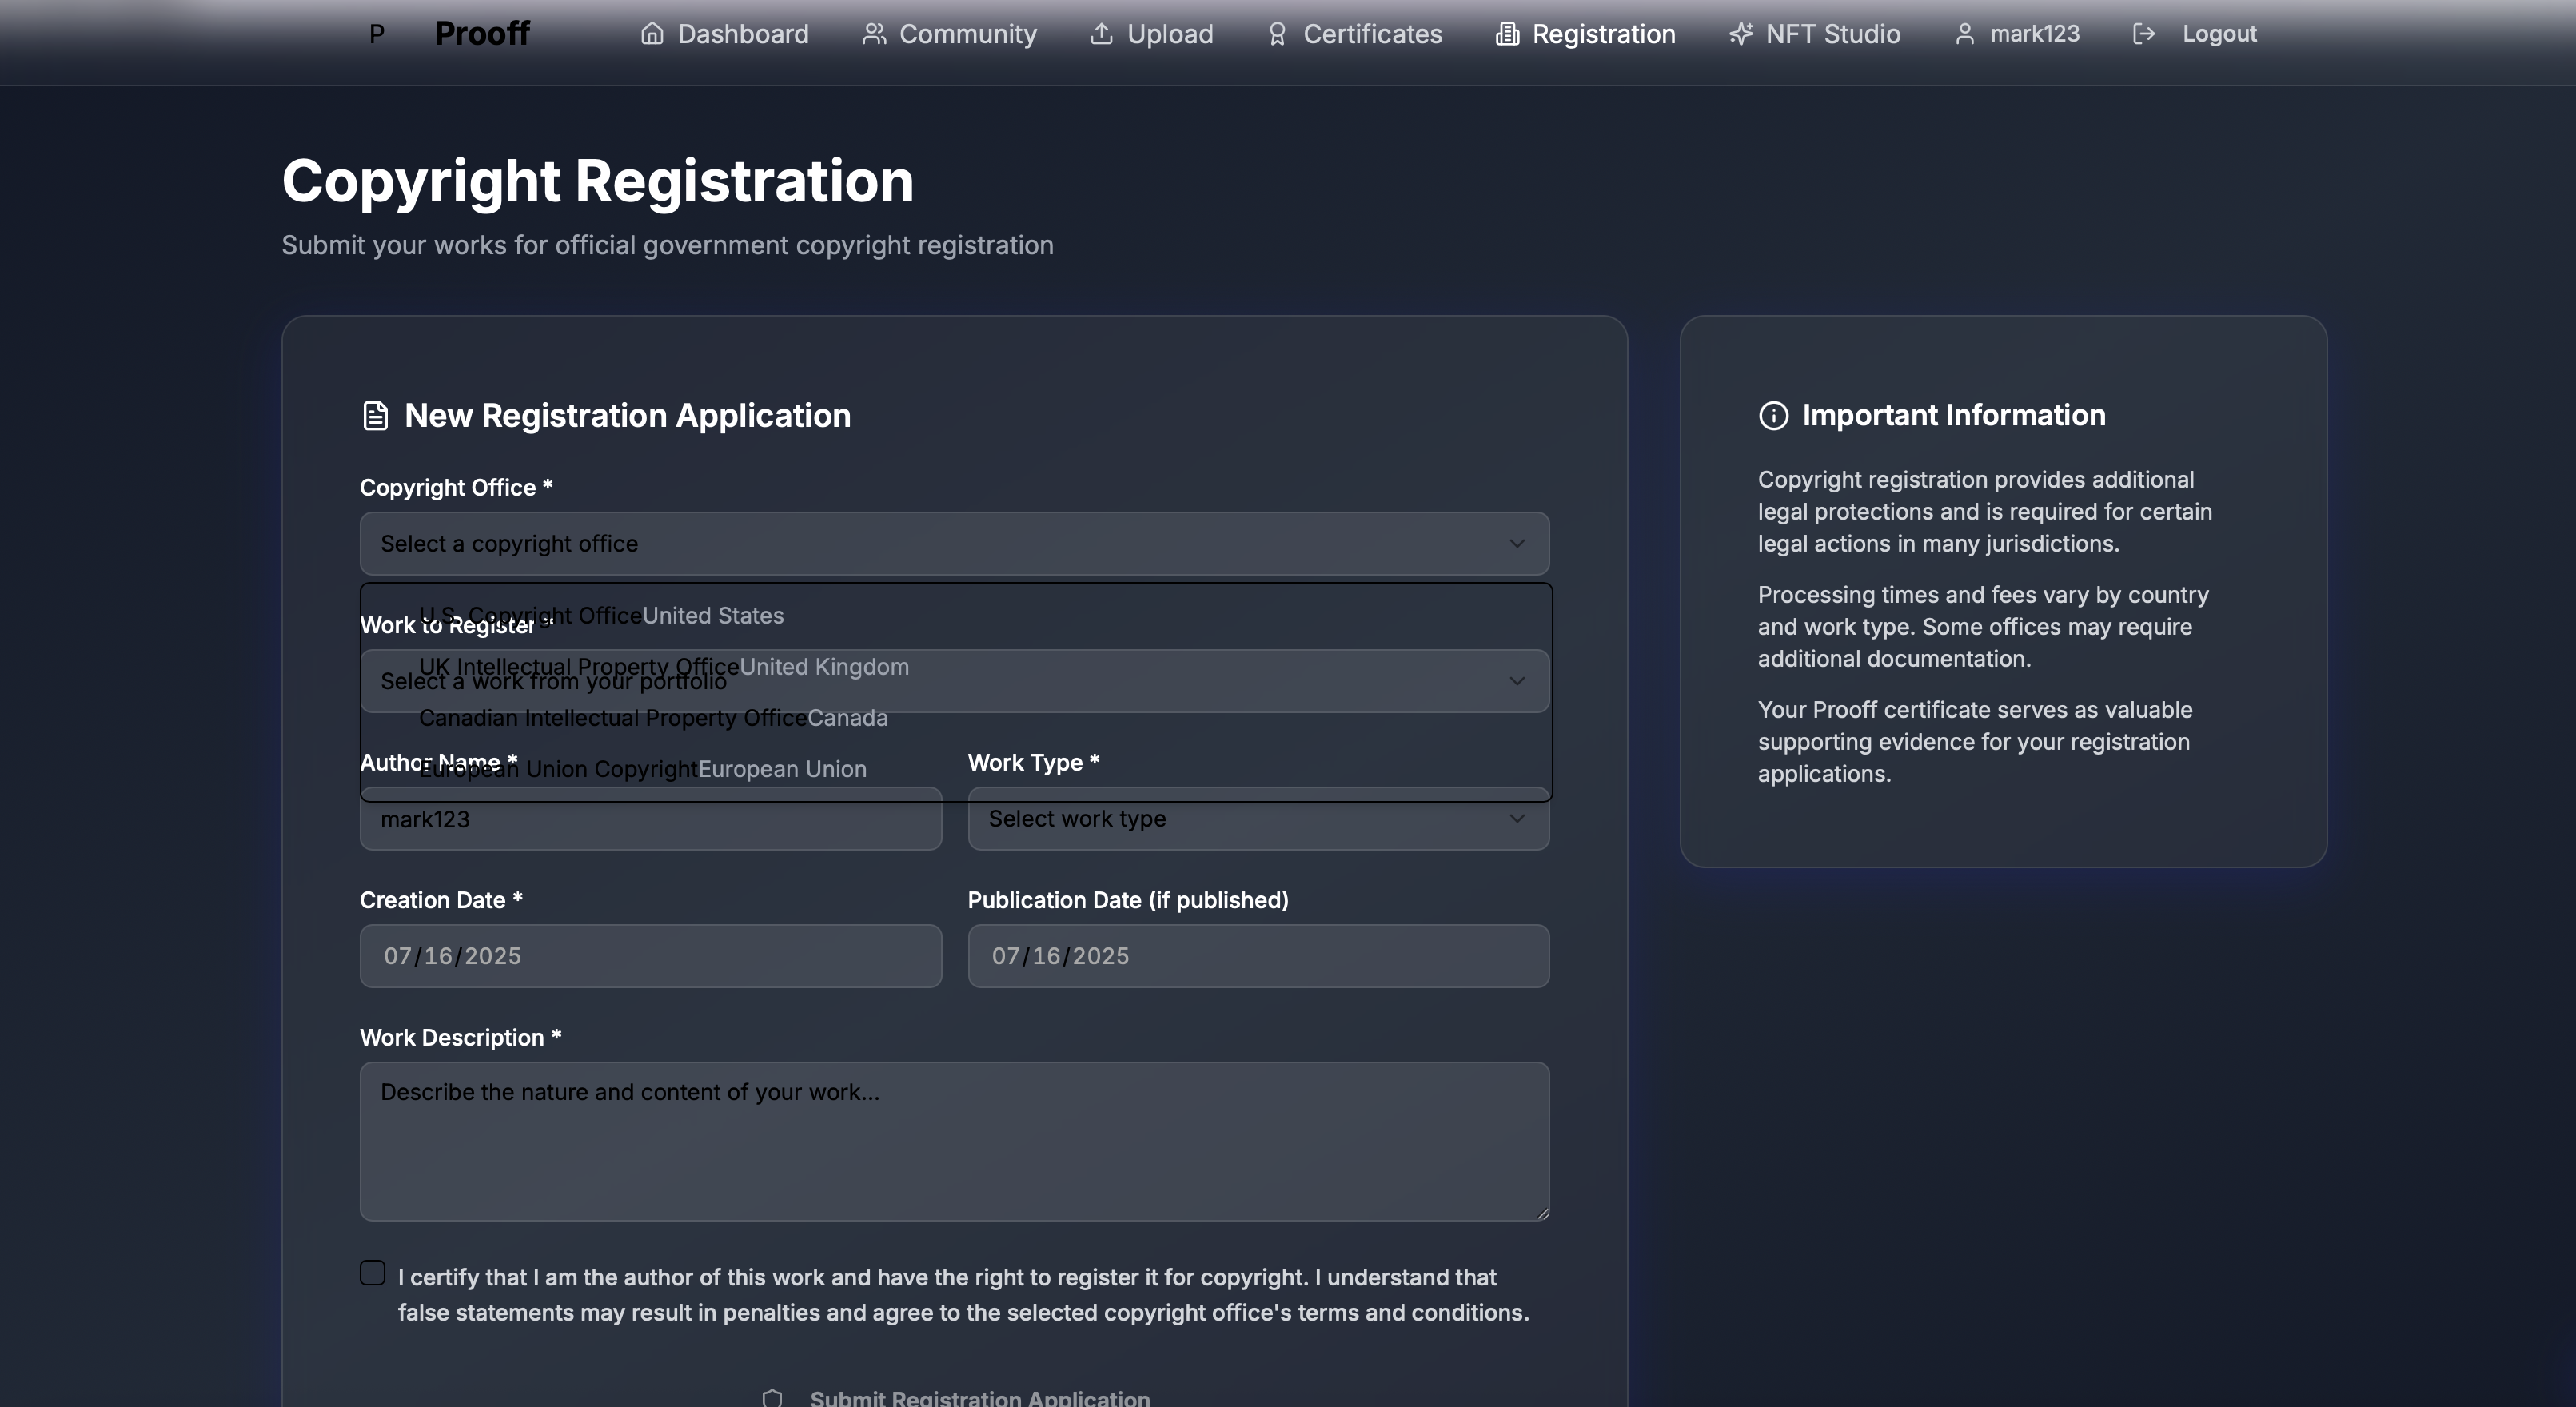 P Prooff Dashboard Community Upload Certificates Registration NFT Studio mark123 Logout
Copyright Registration
Submit your works for official government copyright registration
New Registration Application
Copyright Office *
Select a copyright office
U.S. Copyright OfficeUnited States
Work to Register *
UK Intellectual Property OfficeUnited Kingdom
Select a work from your portfolio
Canadian Intellectual Property OfficeCanada
European Union CopyrightEuropean Union
Author Name *
mark123
Work Type *
Select work type
Creation Date *
07/16/2025
Publication Date (if published)
07/16/2025
Work Description *
Describe the nature and content of your work...
I certify that I am the author of this work and have the right to register it for copyright. I understand that
false statements may result in penalties and agree to the selected copyright office's terms and conditions.
Submit Registration Application
Important Information
Copyright registration provides additional
legal protections and is required for certain
legal actions in many jurisdictions.
Processing times and fees vary by country
and work type. Some offices may require
additional documentation.
Your Prooff certificate serves as valuable
supporting evidence for your registration
applications.